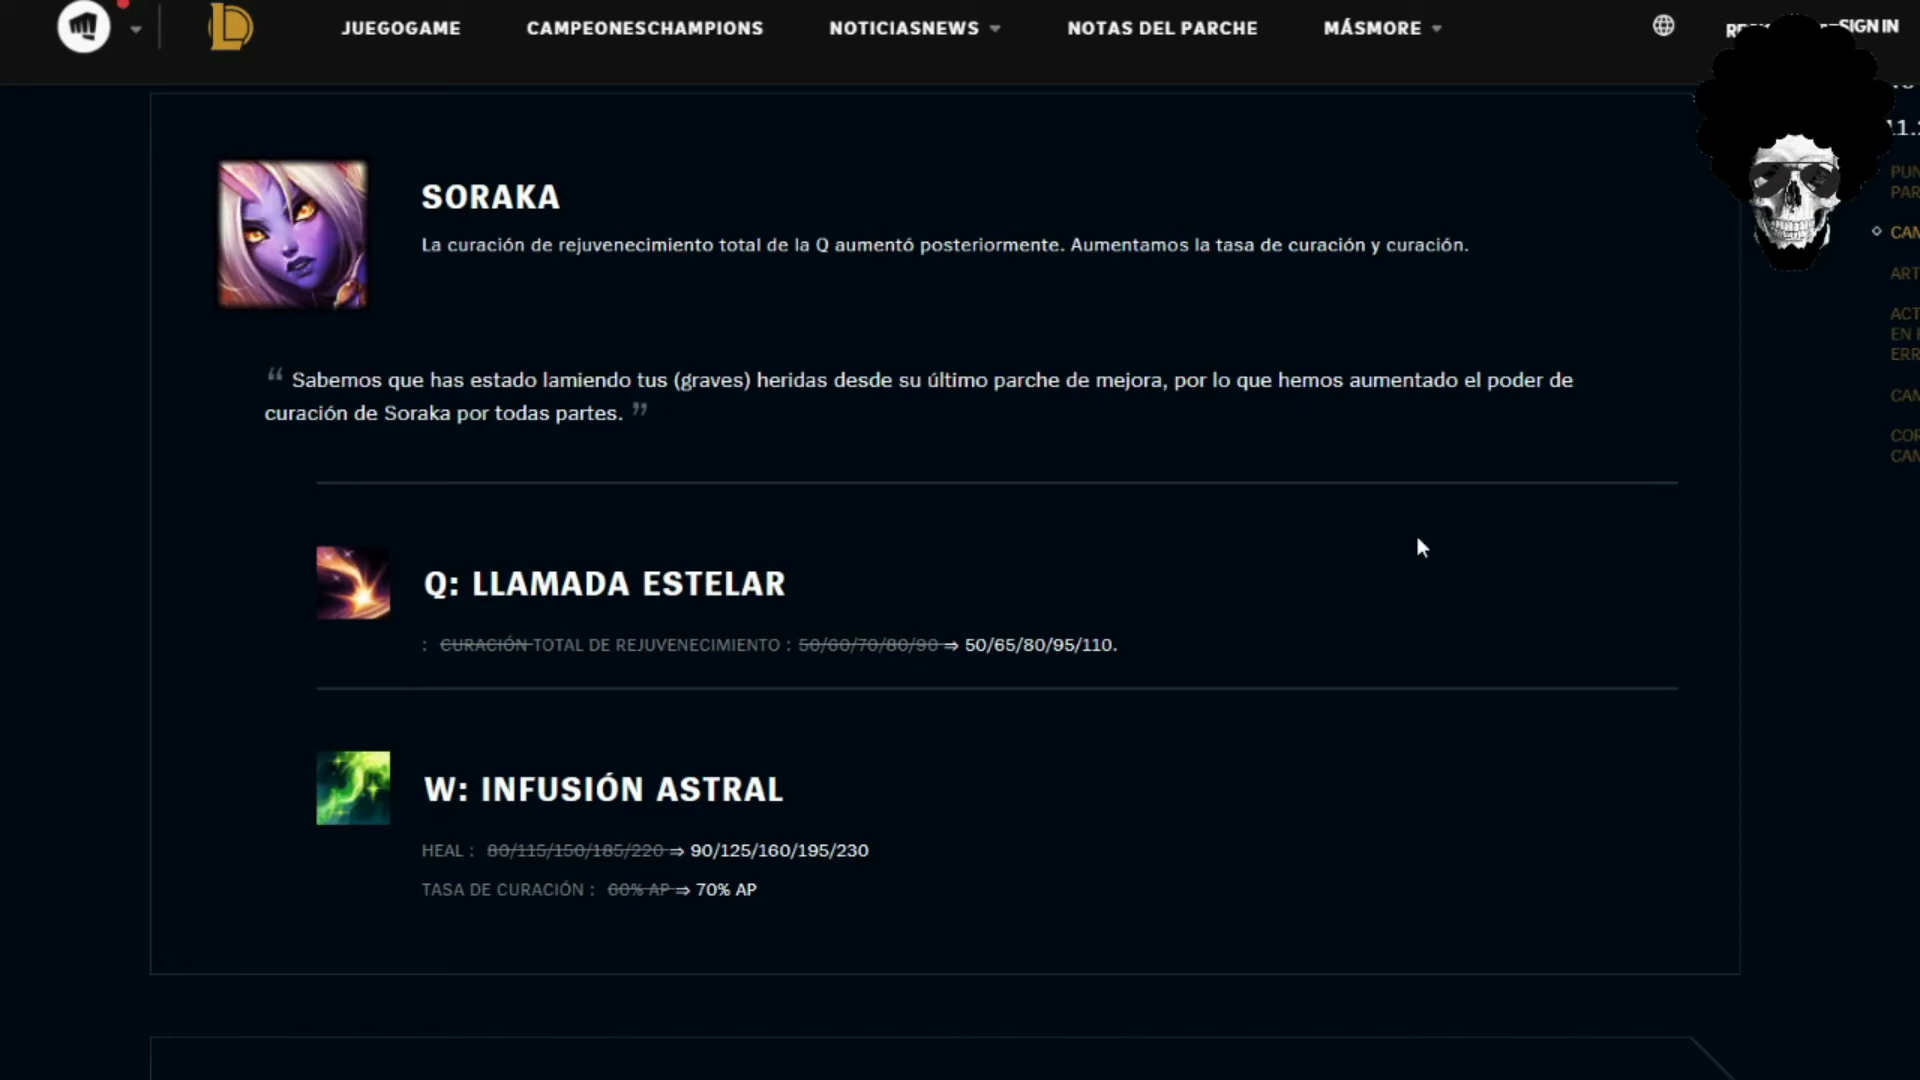 JUEGOGAME CAMPEONESCHAMPIONS NOTICIASNEWS NOTAS DEL PARCHE MÁSMORE SIGN IN
SORAKA
La curación de rejuvenecimiento total de la Q aumentó posteriormente. Aumentamos la tasa de curación y curación.
“ Sabemos que has estado lamiendo tus (graves) heridas desde su último parche de mejora, por lo que hemos aumentado el poder de
curación de Soraka por todas partes. ”
Q: LLAMADA ESTELAR
: CURACIÓN TOTAL DE REJUVENECIMIENTO : 50/60/70/80/90 ⇒ 50/65/80/95/110.
W: INFUSIÓN ASTRAL
HEAL : 80/115/150/185/220 ⇒ 90/125/160/195/230
TASA DE CURACIÓN : 60% AP ⇒ 70% AP